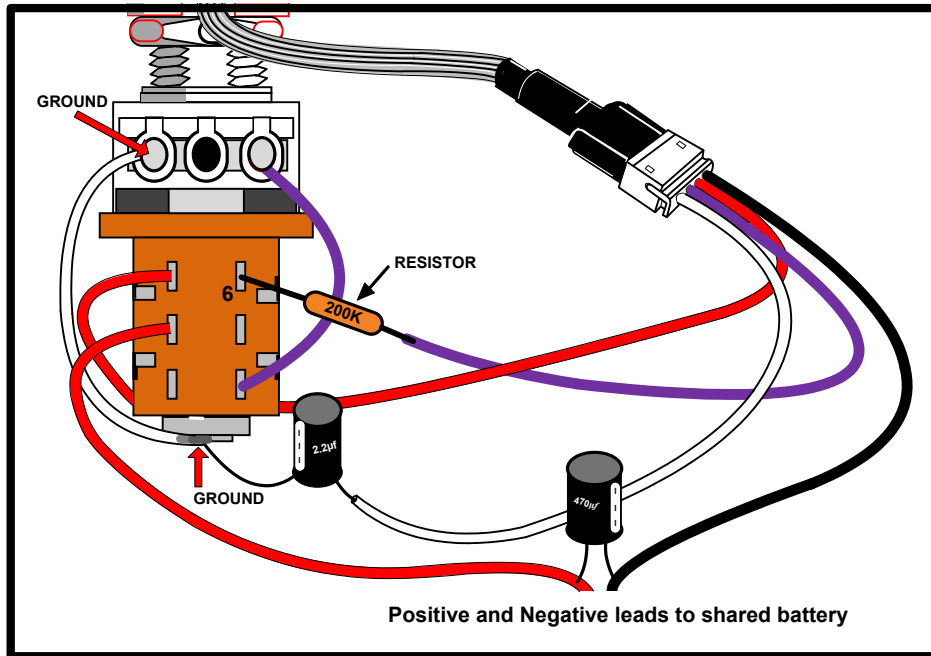 GROUND
RESISTOR
6
200K
2.2µf
GROUND
470µf
Positive and Negative leads to shared battery